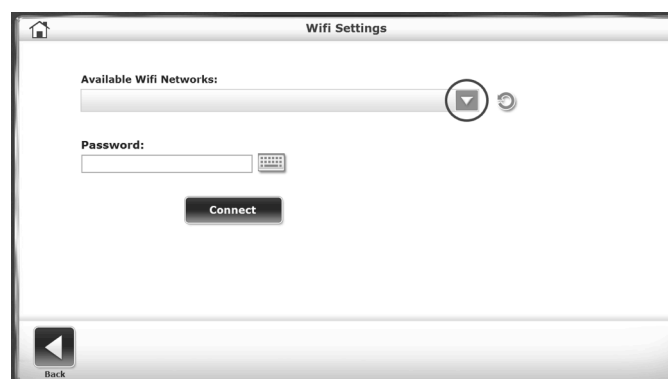 Wifi Settings
Available Wifi Networks:
Password:
Connect
Back